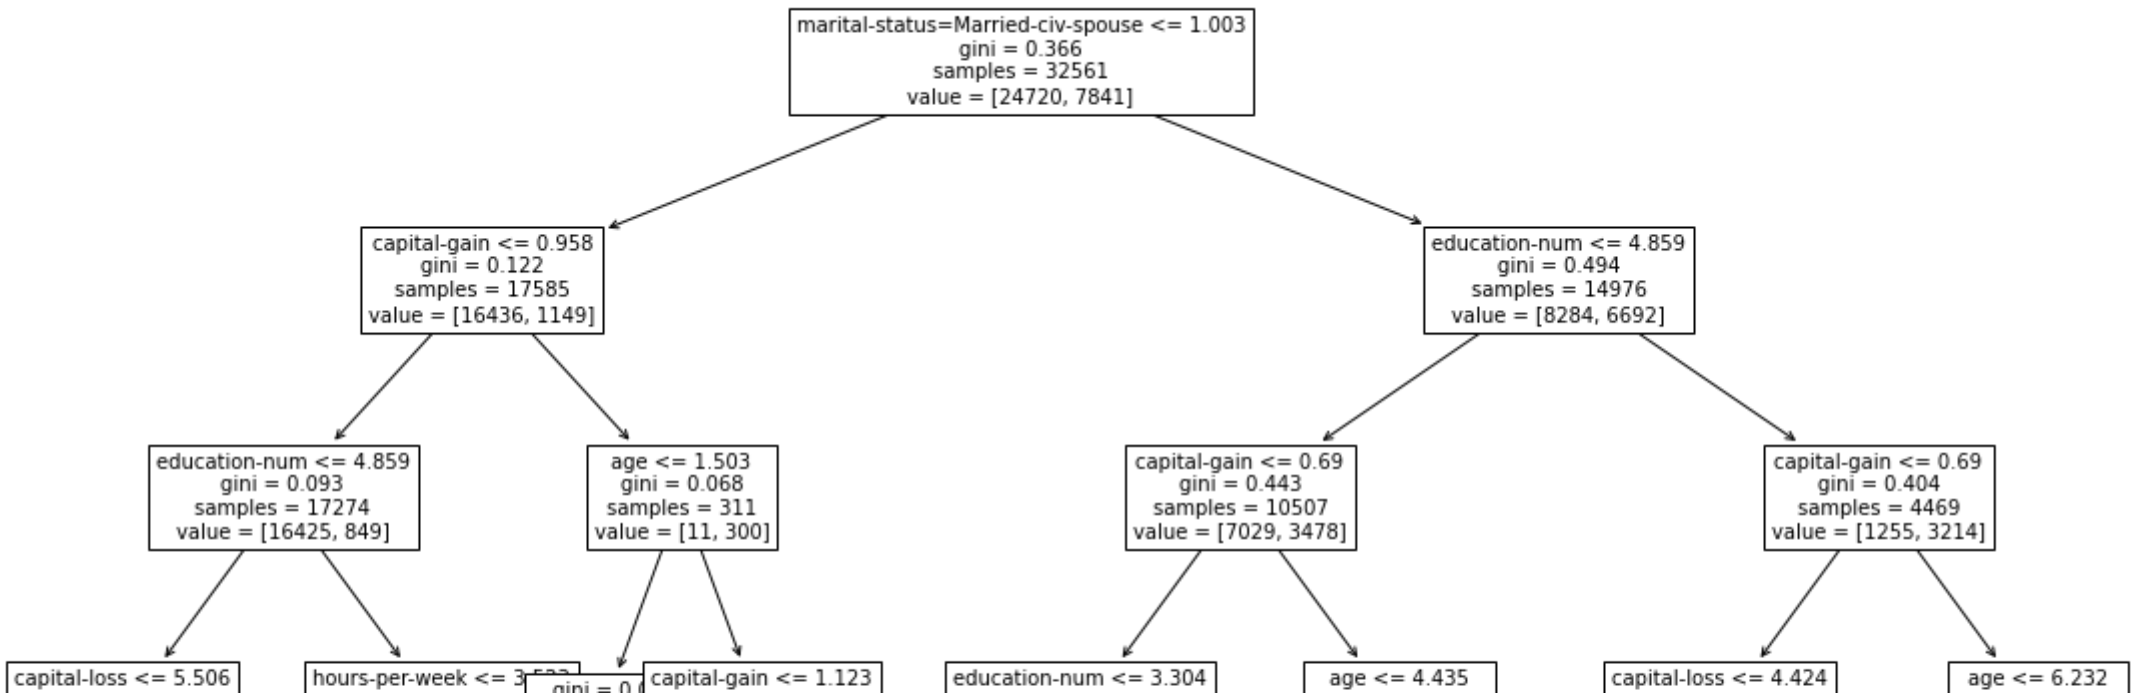 marital-status=Married-civ-spouse <= 1.003
gini = 0.366
samples = 32561
value = [24720, 7841]
capital-gain <= 0.958
gini = 0.122
samples = 17585
value = [16436, 1149]
education-num <= 4.859
gini = 0.494
samples = 14976
value = [8284, 6692]
education-num <= 4.859
gini = 0.093
samples = 17274
value = [16425, 849]
age <= 1.503
gini = 0.068
samples = 311
value = [11, 300]
capital-gain <= 0.69
gini = 0.443
samples = 10507
value = [7029, 3478]
capital-gain <= 0.69
gini = 0.404
samples = 4469
value = [1255, 3214]
capital-loss <= 5.506
hours-per-week <=
gini =
capital-gain <= 1.123
education-num <= 3.304
age <= 4.435
capital-loss <= 4.424
age <= 6.232